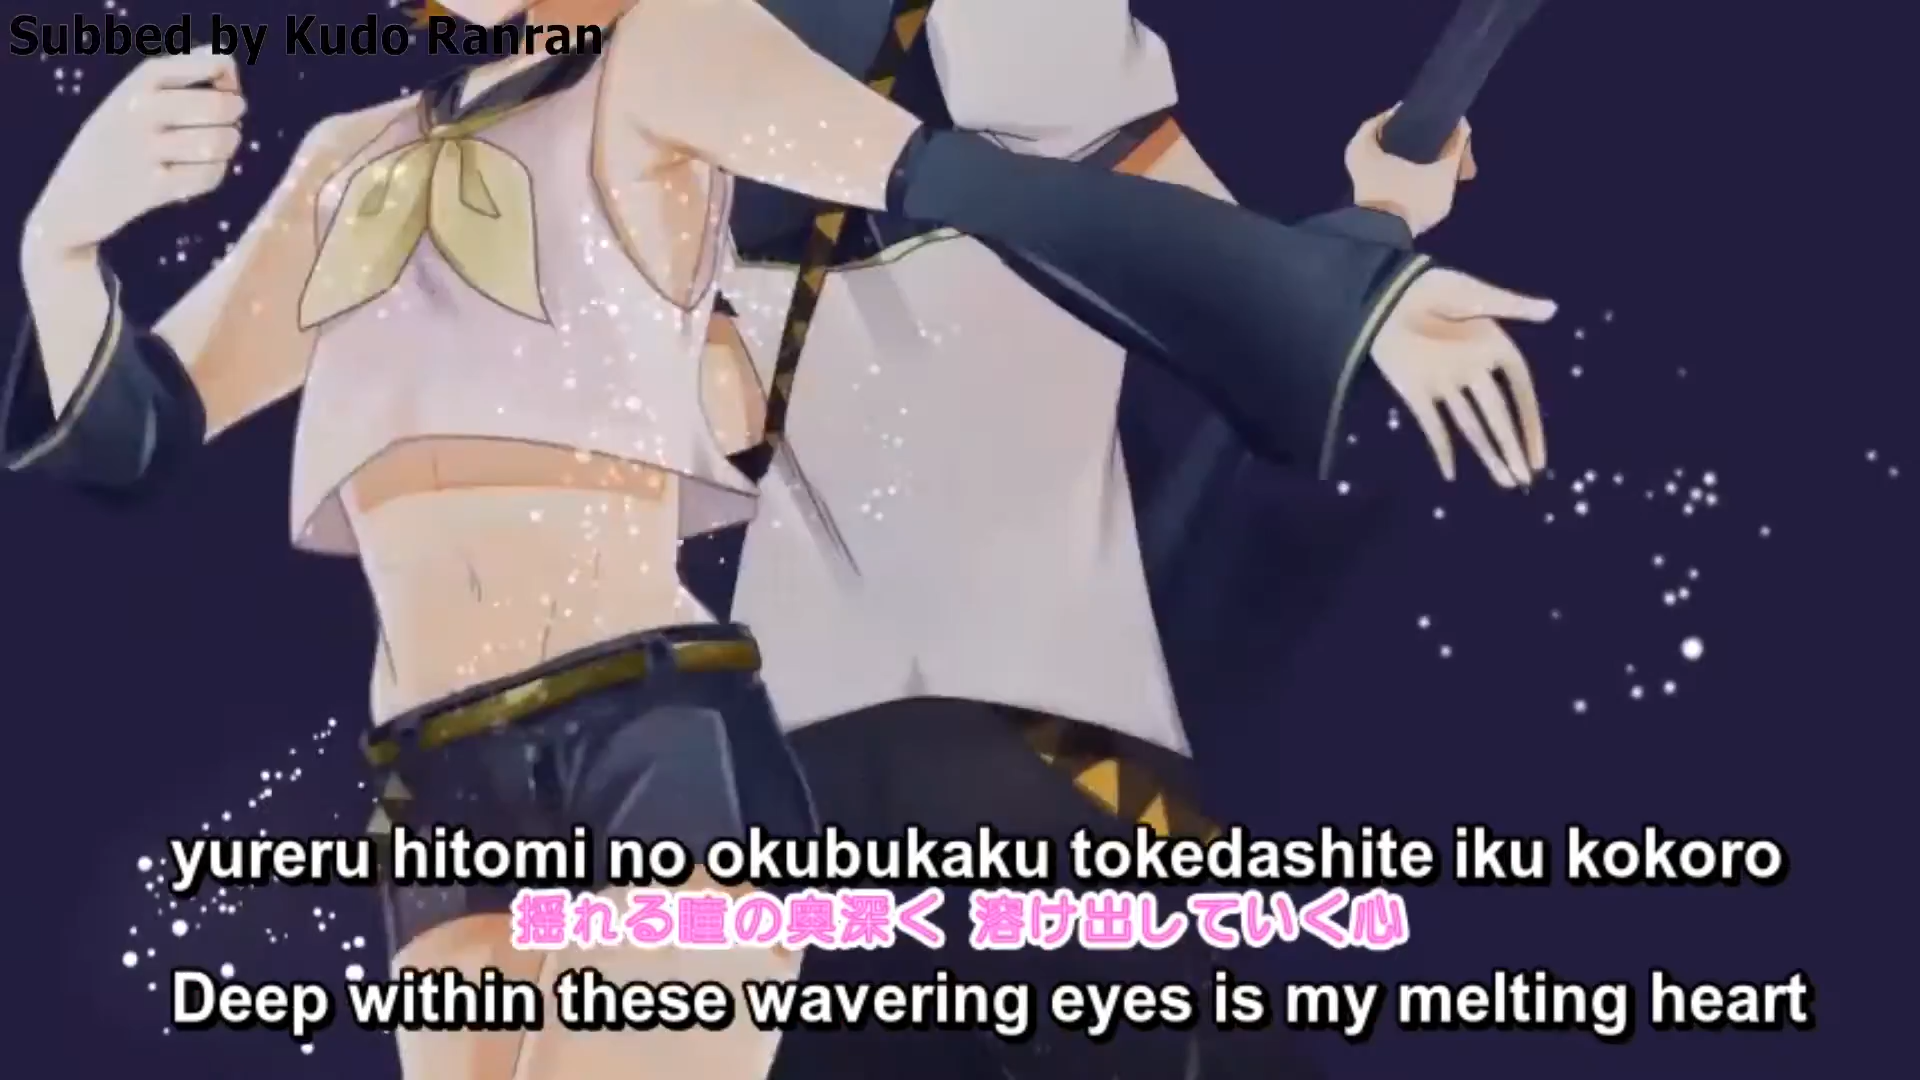 Subbed by Kudo Ranran
yureru hitomi no okubukaku tokedashite iku kokoro
揺れる瞳の奥深く 溶け出していく心
Deep within these wavering eyes is my melting heart